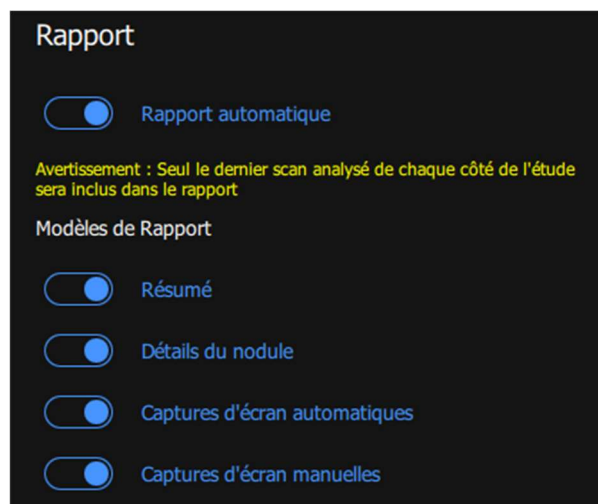 Rapport
Rapport automatique
Avertissement : Seul le dernier scan analysé de chaque côté de l'étude
sera inclus dans le rapport
Modèles de Rapport
Résumé
Détails du nodule
Captures d'écran automatiques
Captures d'écran manuelles